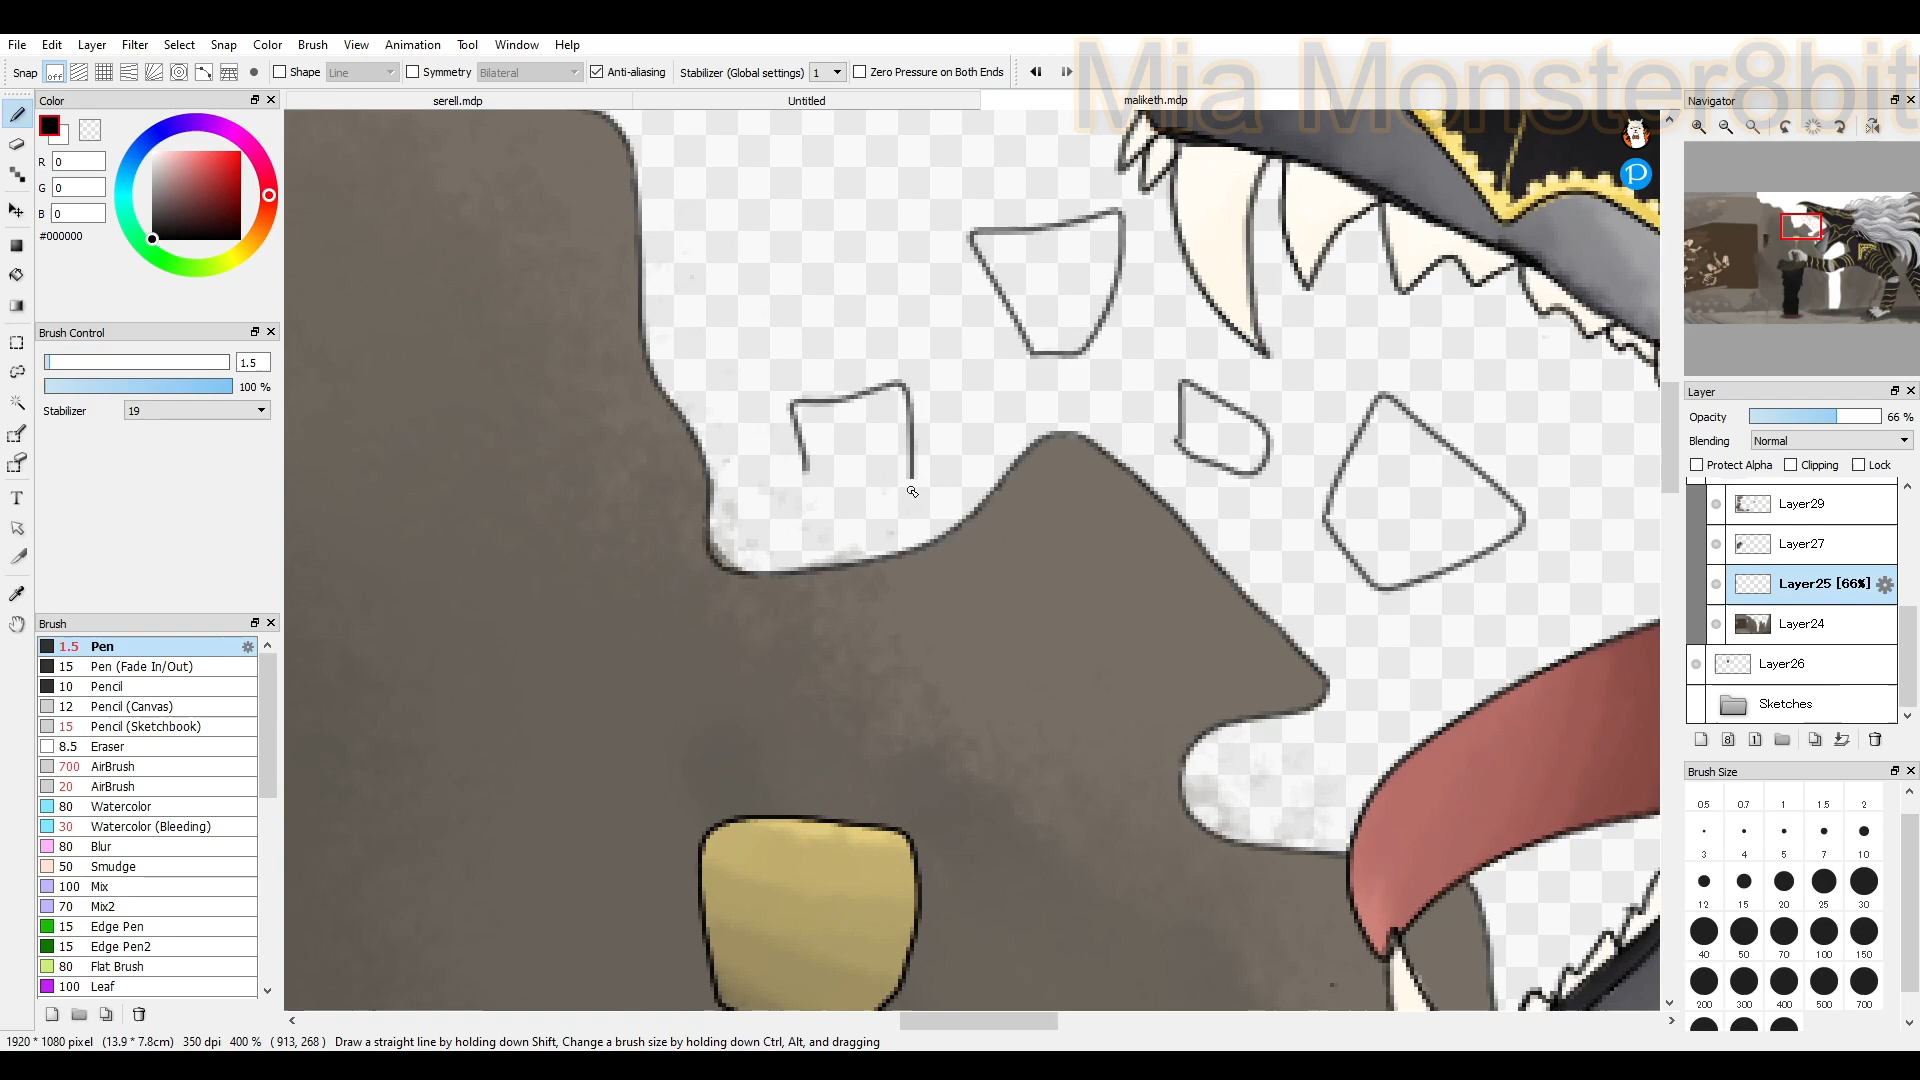 Mia Monster8bit
File Edit Layer Filter Select Snap Color Brush View Animation Tool Window Help
Snap off Shape Line Symmetry Bilateral Anti-aliasing Stabilizer (Global settings) 1 Zero Pressure on Both Ends
Color
serell.mdp Untitled maliketh.mdp
Navigator
R 0
G 0
B 0
#000000
Brush Control
1.5
100 %
Stabilizer 19
Layer
Opacity 66 %
Blending Normal
Protect Alpha Clipping Lock
Layer29
Layer27
Layer25 [66%]
Layer24
Layer26
Sketches
8 1
Brush
1.5 Pen
15 Pen (Fade In/Out)
10 Pencil
12 Pencil (Canvas)
15 Pencil (Sketchbook)
8.5 Eraser
700 AirBrush
20 AirBrush
80 Watercolor
30 Watercolor (Bleeding)
80 Blur
50 Smudge
100 Mix
70 Mix2
15 Edge Pen
15 Edge Pen2
80 Flat Brush
100 Leaf
Brush Size
0.5 0.7 1 1.5 2
3 4 5 7 10
12 15 20 25 30
40 50 70 100 150
200 300 400 500 700
1920 * 1080 pixel (13.9 * 7.8cm) 350 dpi 400 % ( 913, 268 ) Draw a straight line by holding down Shift, Change a brush size by holding down Ctrl, Alt, and dragging